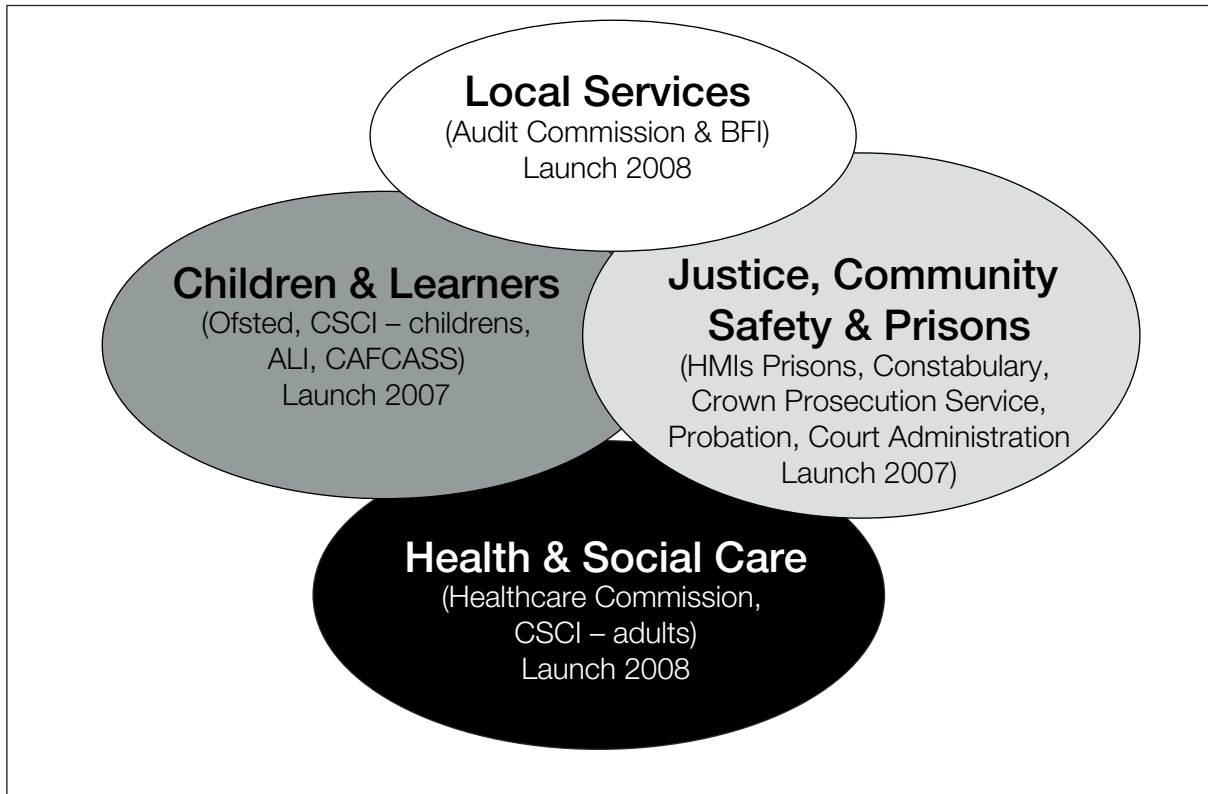 Local Services
(Audit Commission & BFI)
Launch 2008
Children & Learners
(Ofsted, CSCI – childrens,
ALI, CAFCASS)
Launch 2007
Justice, Community
Safety & Prisons
(HMIs Prisons, Constabulary,
Crown Prosecution Service,
Probation, Court Administration
Launch 2007)
Health & Social Care
(Healthcare Commission,
CSCI – adults)
Launch 2008